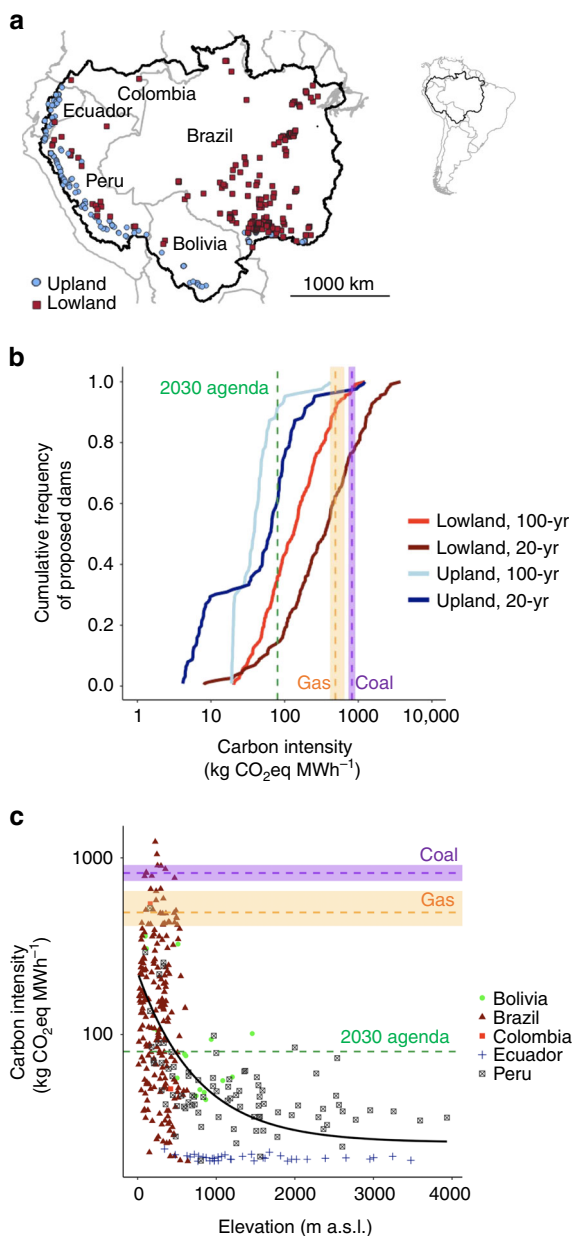 a
Colombia
Ecuador
Brazil
Peru
Bolivia
Upland
Lowland
1000 km
b
2030 agenda
1.0
0.8
0.6
0.4
0.2
0.0
Cumulative frequency
of proposed dams
Lowland, 100-yr
Lowland, 20-yr
Upland, 100-yr
Upland, 20-yr
Gas
Coal
1 10 100 1000 10,000
Carbon intensity
(kg CO₂eq MWh⁻¹)
c
Coal
1000
Gas
Carbon intensity
(kg CO₂eq MWh⁻¹)
100
2030 agenda
Bolivia
Brazil
Colombia
Ecuador
Peru
0 1000 2000 3000 4000
Elevation (m a.s.l.)